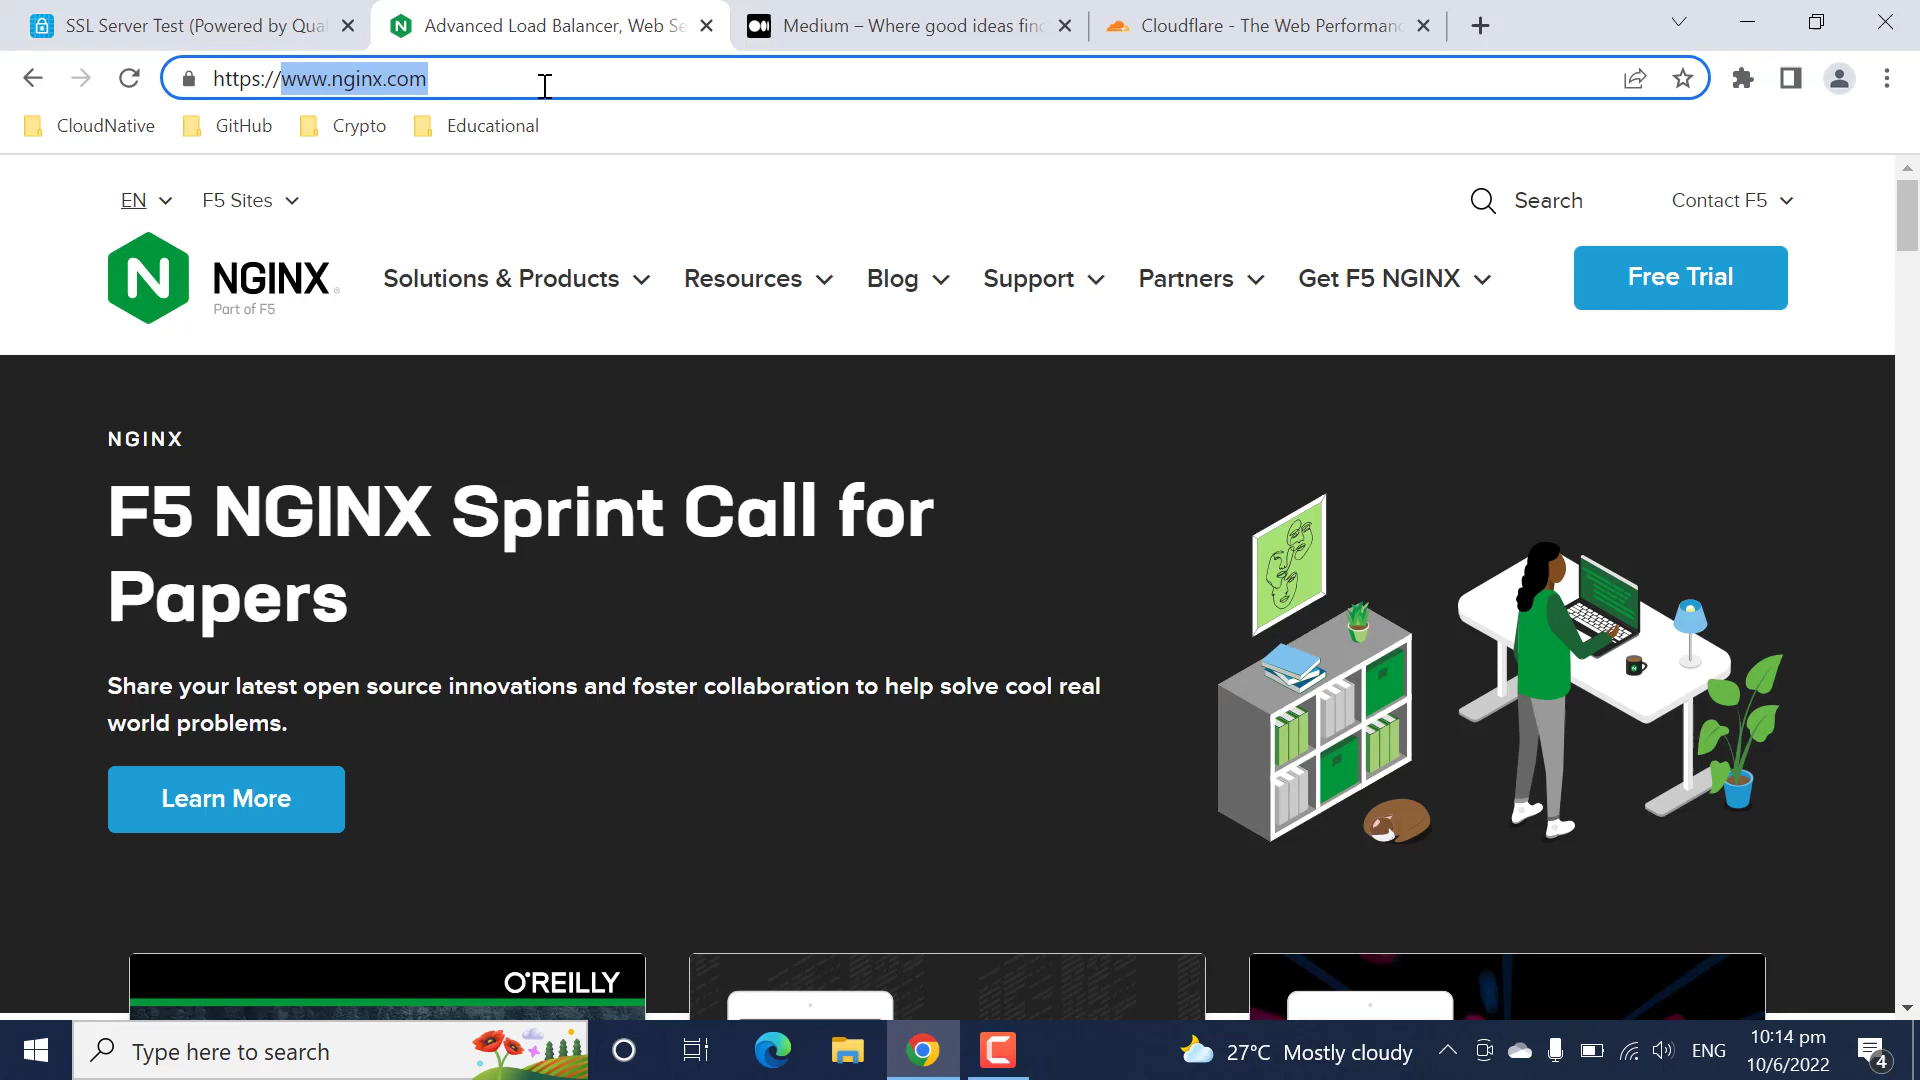 SSL Server Test (Powered by Qua
Advanced Load Balancer, Web Se
Medium – Where good ideas find
Cloudflare - The Web Performanc
https://www.nginx.com
CloudNative
GitHub
Crypto
Educational
EN
F5 Sites
Search
Contact F5
NGINX
Part of F5
Solutions & Products
Resources
Blog
Support
Partners
Get F5 NGINX
Free Trial
NGINX
F5 NGINX Sprint Call for
Papers
Share your latest open source innovations and foster collaboration to help solve cool real
world problems.
Learn More
O'REILLY
Type here to search
27°C Mostly cloudy
ENG
10:14 pm
10/6/2022
4